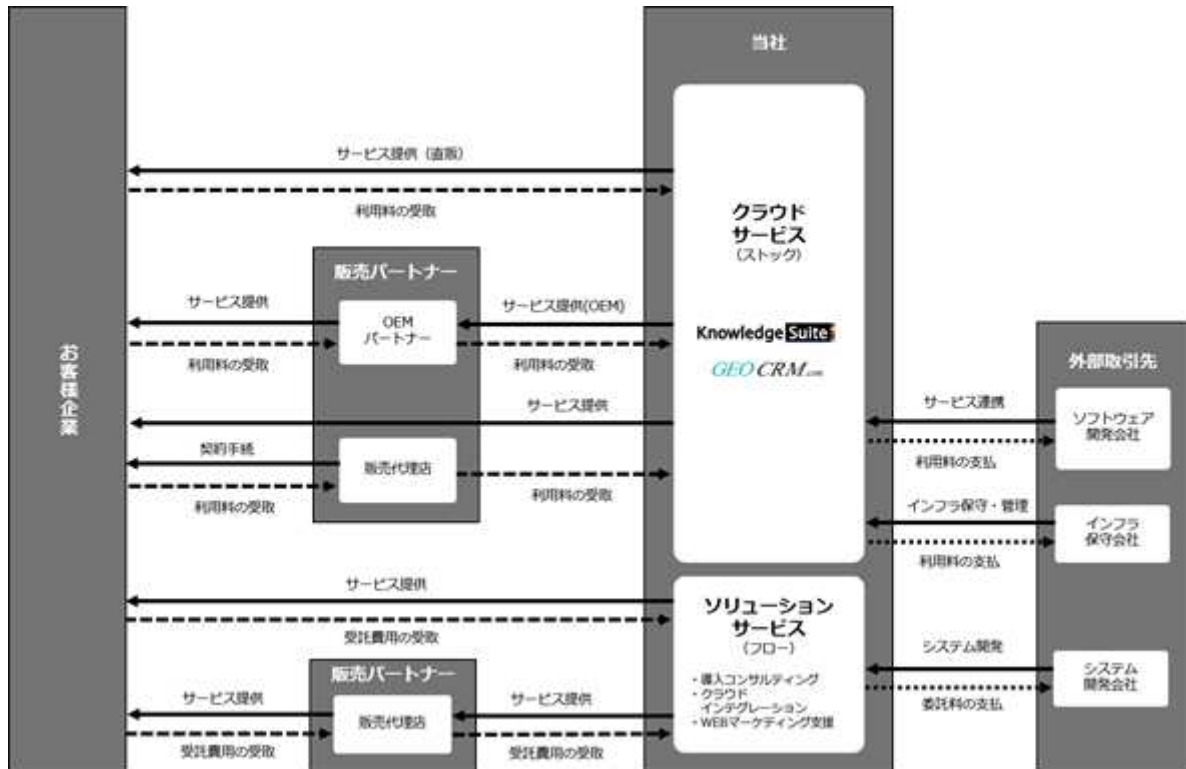 当社
クラウド
サービス
(ストック)
Knowledge Suite
GEO CRM.com
サービス提供（直販）
利用料の受取
販売パートナー
サービス提供
OEM
パートナー
サービス提供(OEM)
利用料の受取
利用料の受取
サービス提供
契約手続
販売代理店
利用料の受取
利用料の受取
お客様企業
外部取引先
サービス連携
ソフトウェア
開発会社
利用料の支払
インフラ保守・管理
インフラ
保守会社
利用料の支払
サービス提供
受託費用の受取
ソリューション
サービス
(フロー)
・導入コンサルティング
・クラウド
インテグレーション
・WEBマーケティング支援
販売パートナー
サービス提供
販売代理店
サービス提供
受託費用の受取
受託費用の受取
システム開発
システム
開発会社
委託料の支払